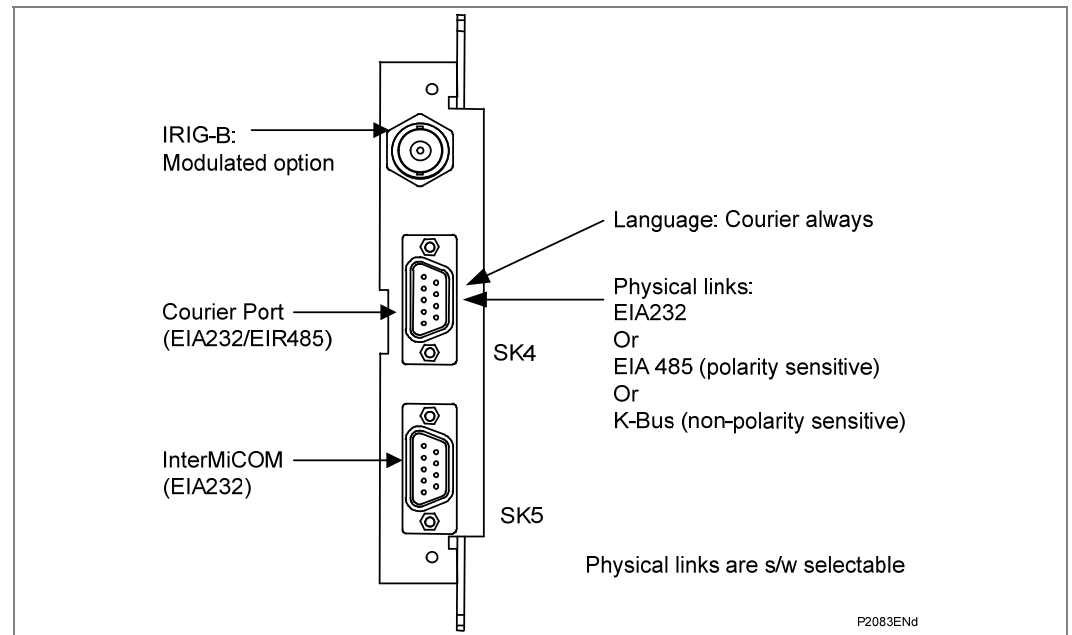 IRIG-B:
Modulated option
Language: Courier always
Physical links:
EIA232
Or
EIA 485 (polarity sensitive)
Or
K-Bus (non-polarity sensitive)
Courier Port
(EIA232/EIR485)
SK4
InterMiCOM
(EIA232)
SK5
Physical links are s/w selectable
P2083ENd